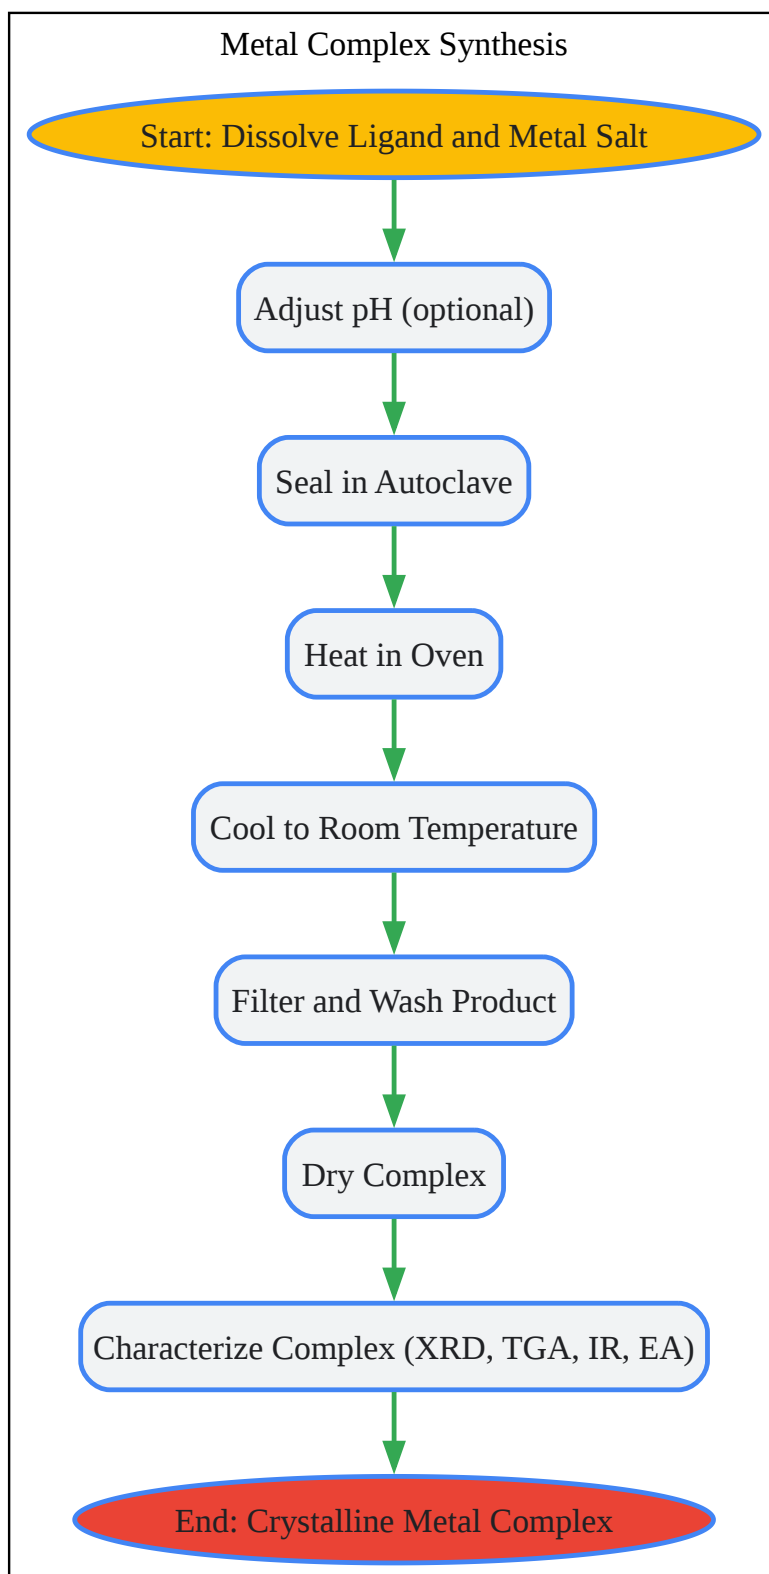 Metal Complex Synthesis
Start: Dissolve Ligand and Metal Salt
Adjust pH (optional)
Seal in Autoclave
Heat in Oven
Cool to Room Temperature
Filter and Wash Product
Dry Complex
Characterize Complex (XRD, TGA, IR, EA)
End: Crystalline Metal Complex